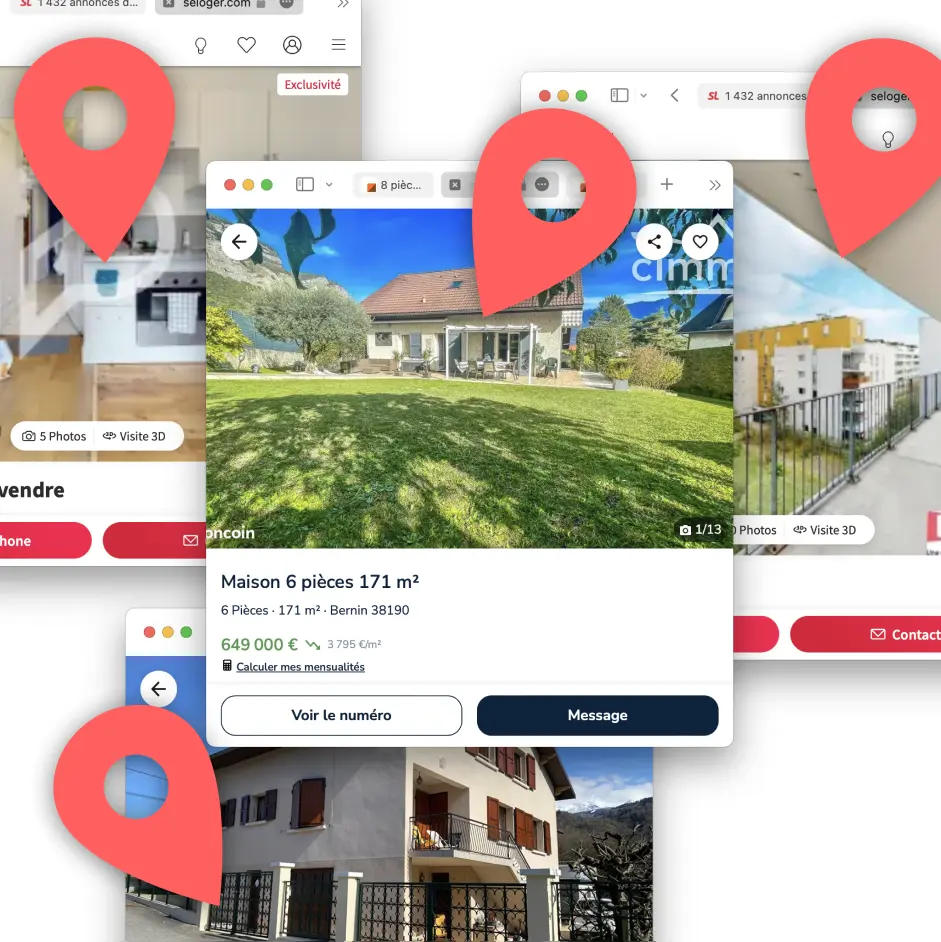 SL 1 432 annonces d...
seloger.com
Exclusivité
5 Photos
Visite 3D
vendre
hone
SL 1 432 annonces
seloge
Photos
Visite 3D
Contact
8 pièc...
cimm
oncoin
1/13
Maison 6 pièces 171 m²
6 Pièces · 171 m² · Bernin 38190
649 000 €
3 795 €/m²
Calculer mes mensualités
Voir le numéro
Message